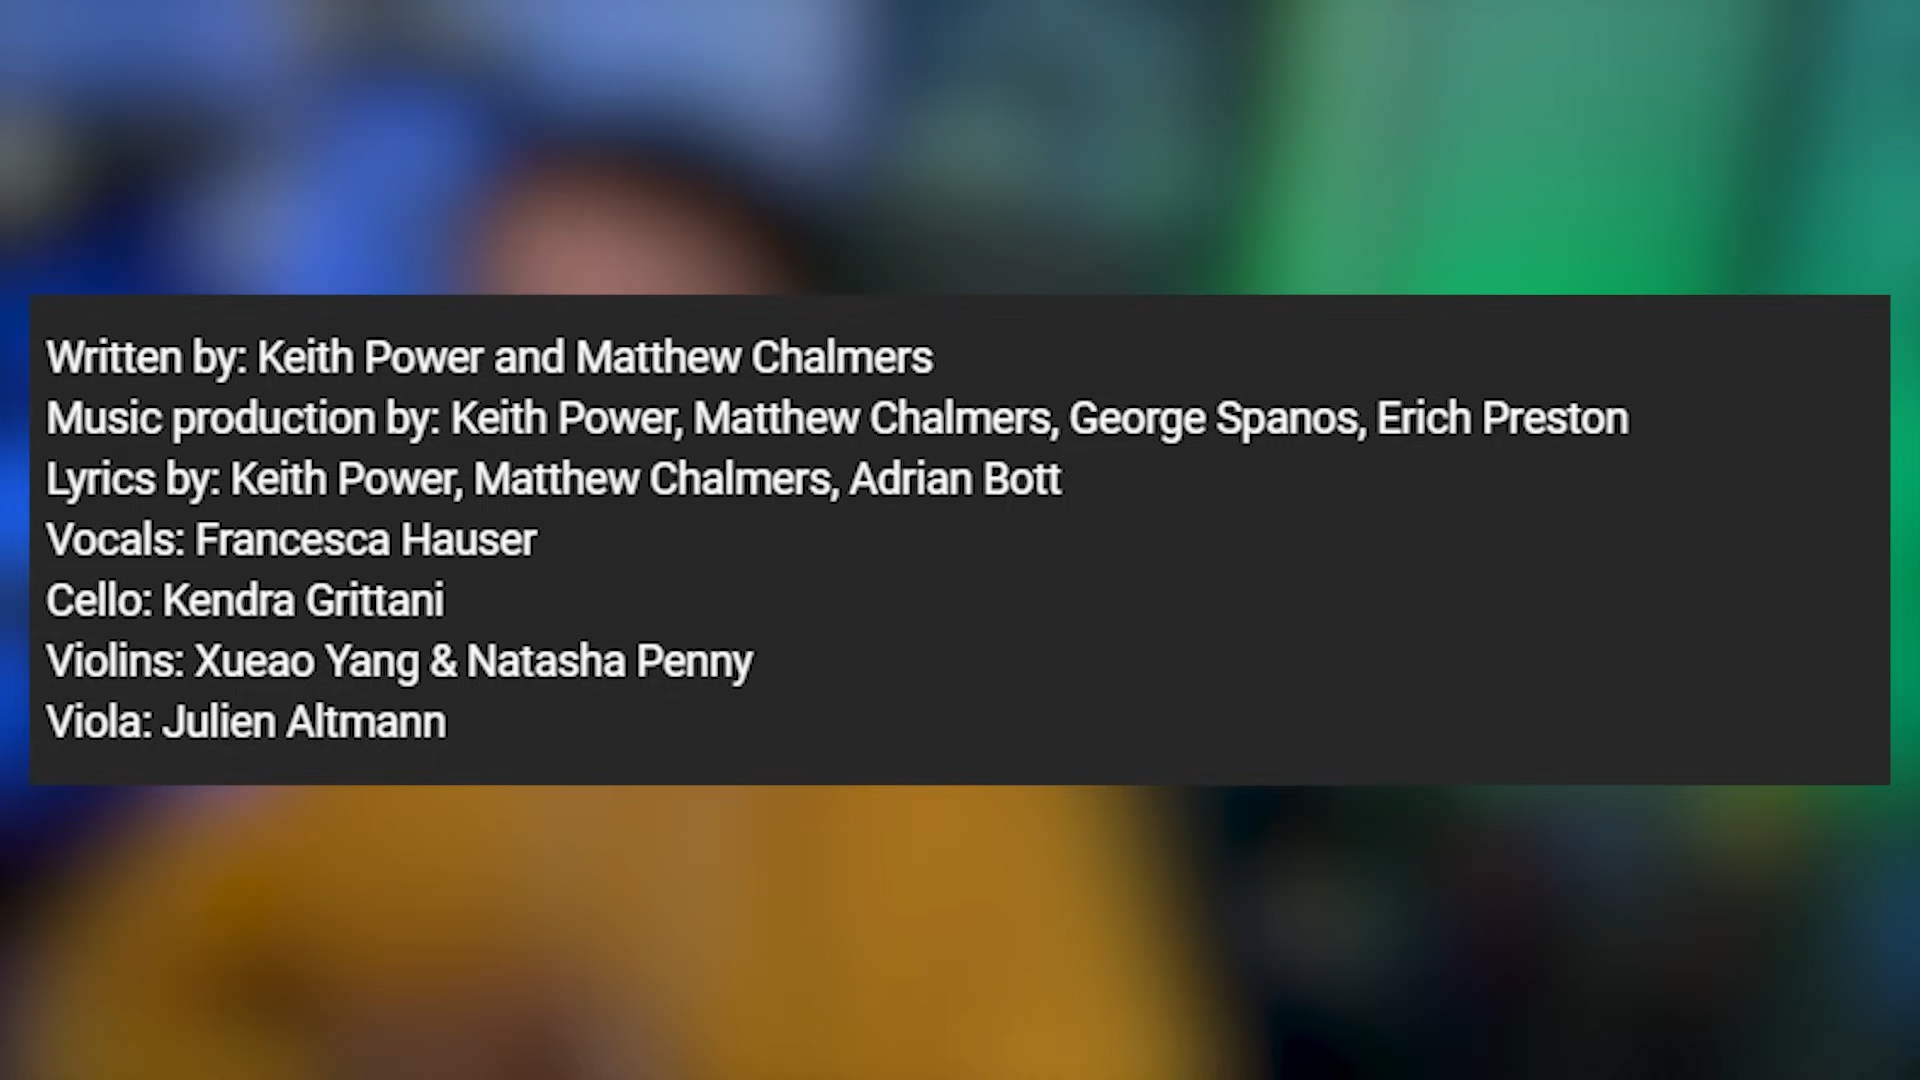 Written by: Keith Power and Matthew Chalmers
Music production by: Keith Power, Matthew Chalmers, George Spanos, Erich Preston
Lyrics by: Keith Power, Matthew Chalmers, Adrian Bott
Vocals: Francesca Hauser
Cello: Kendra Grittani
Violins: Xueao Yang & Natasha Penny
Viola: Julien Altmann